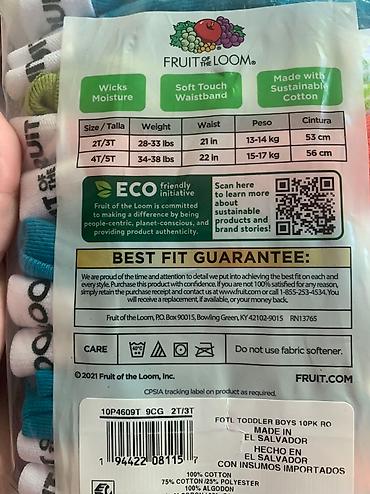 FRUIT OF THE LOOM®
Wicks Moisture
Soft Touch Waistband
Made with Sustainable Cotton
Size / Talla Weight Waist Peso Cintura
2T/3T 28-33 lbs 21 in 13-14 kg 53 cm
4T/5T 34-38 lbs 22 in 15-17 kg 56 cm
ECO friendly initiative
Fruit of the Loom is committed
to making a difference by being
people-centric, planet-conscious, and
providing product authenticity.
Scan here
to learn more
about
sustainable
products and
brand stories!
BEST FIT GUARANTEE:
We are proud of the time and attention to detail we put into achieving the best fit on each and
every style. Purchase this product with confidence. If you are not 100% satisfied for any reason,
simply retain the purchase receipt and contact us at www.fruit.com or call 1-855-253-4534. You
will receive a replacement, if available, or your money back.
Fruit of the Loom, P.O. Box 90015, Bowling Green, KY 42102-9015 RN13765
CARE Do not use fabric softener.
©2021 Fruit of the Loom, Inc. FRUIT.COM
CPSIA tracking label on product as required.
10P4609T 9CG 2T/3T
1 94422 08115 7
FOTL TODDLER BOYS 10PK RO
MADE IN
EL SALVADOR
HECHO EN
EL SALVADOR
CON INSUMOS IMPORTADOS
100% COTTON
75% COTTON/25% POLYESTER
100% ALGODON